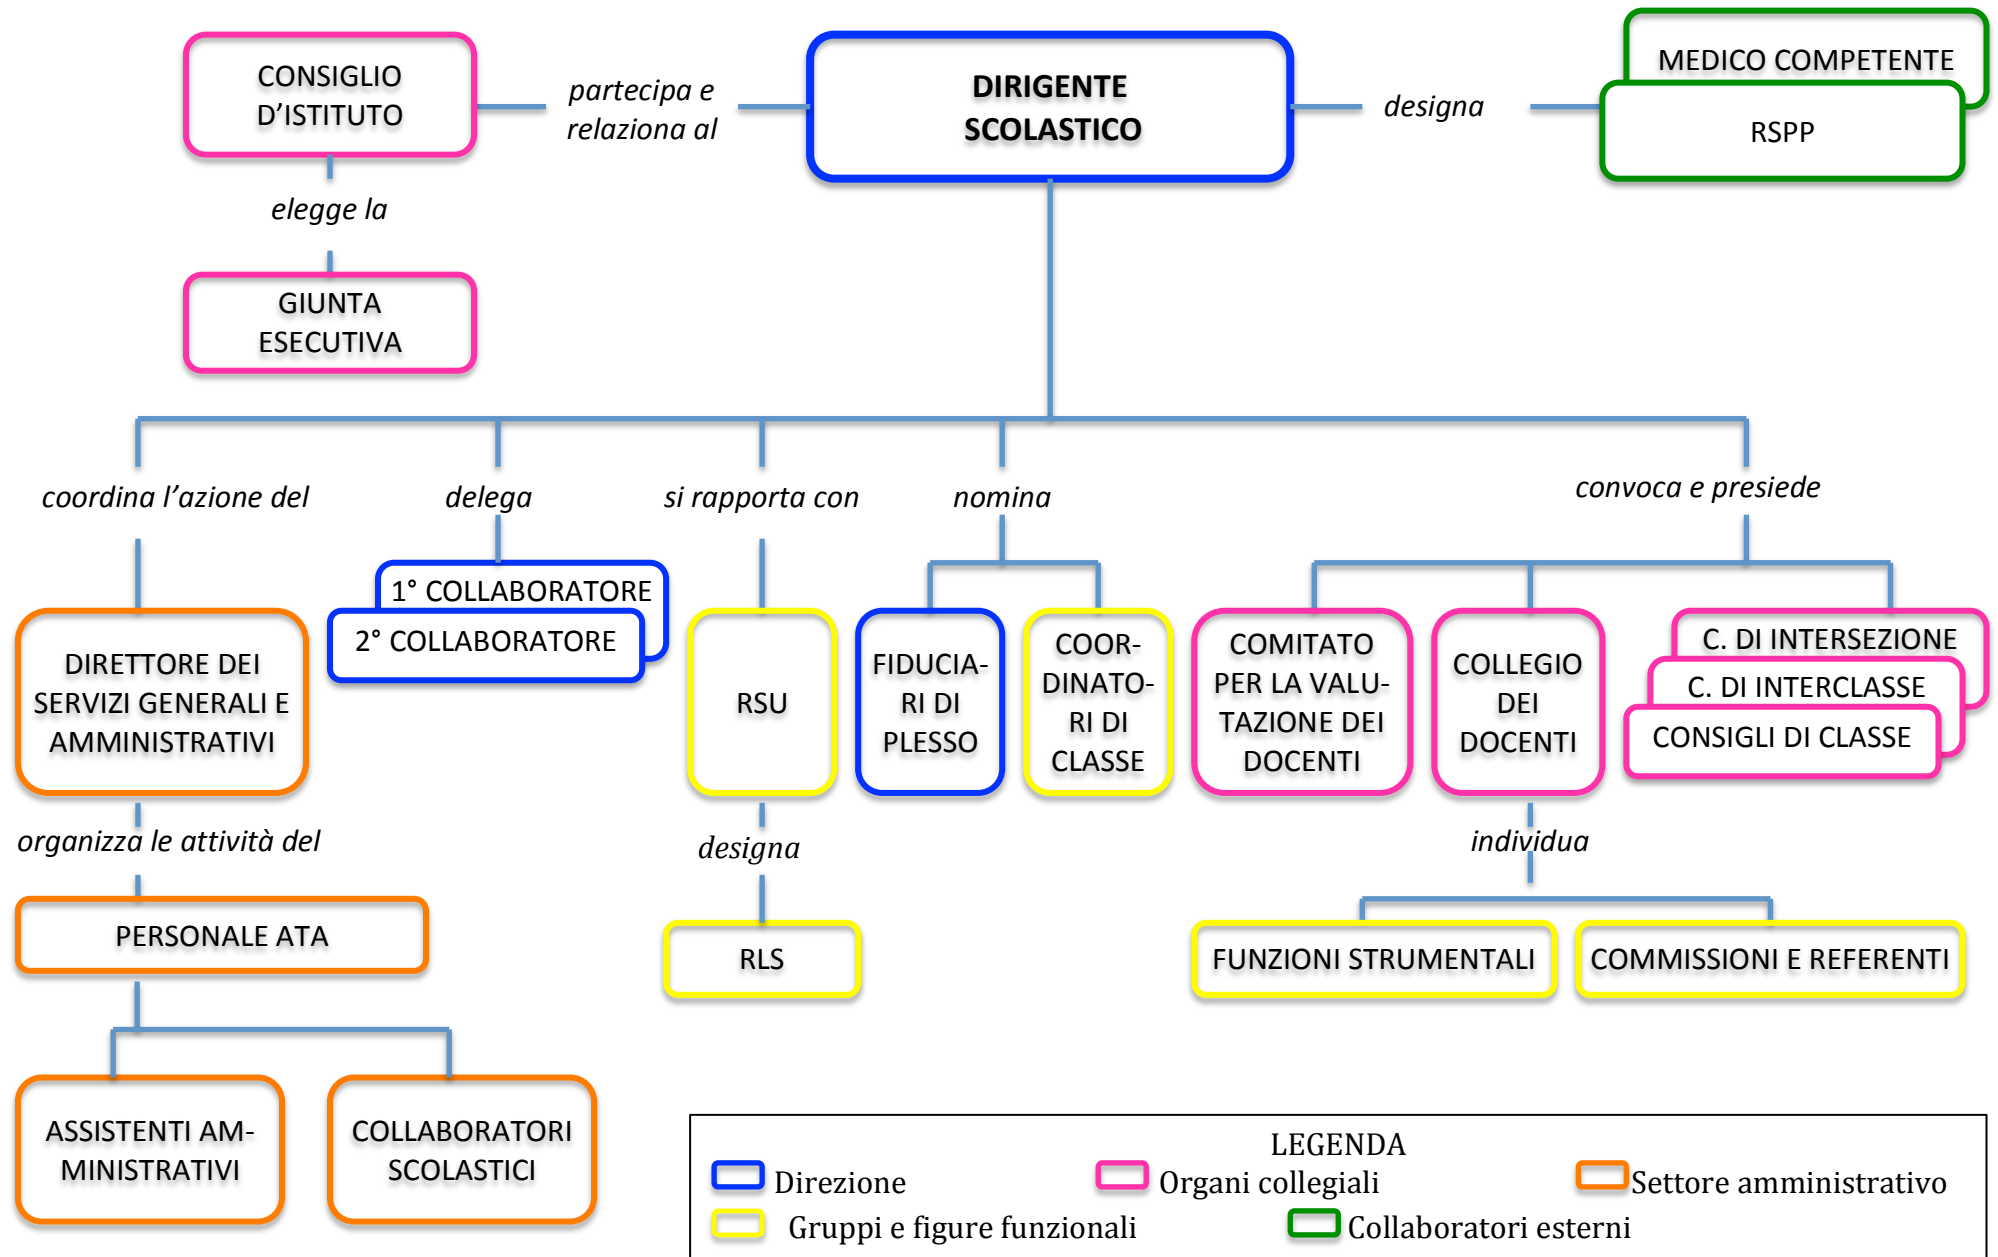 CONSIGLIO
D'ISTITUTO
partecipa e
relaziona al
DIRIGENTE
SCOLASTICO
designa
MEDICO COMPETENTE
RSPP
elegge la
GIUNTA
ESECUTIVA
coordina l’azione del
delega
si rapporta con
nomina
convoca e presiede
1° COLLABORATORE
2° COLLABORATORE
DIRETTORE DEI
SERVIZI GENERALI E
AMMINISTRATIVI
RSU
FIDUCIA-
RI DI
PLESSO
COOR-
DINATO-
RI DI
CLASSE
COMITATO
PER LA VALU-
TAZIONE DEI
DOCENTI
COLLEGIO
DEI
DOCENTI
C. DI INTERSEZIONE
C. DI INTERCLASSE
CONSIGLI DI CLASSE
organizza le attività del
designa
individua
PERSONALE ATA
RLS
FUNZIONI STRUMENTALI
COMMISSIONI E REFERENTI
ASSISTENTI AM-
MINISTRATIVI
COLLABORATORI
SCOLASTICI
LEGENDA
Direzione
Organi collegiali
Settore amministrativo
Gruppi e figure funzionali
Collaboratori esterni